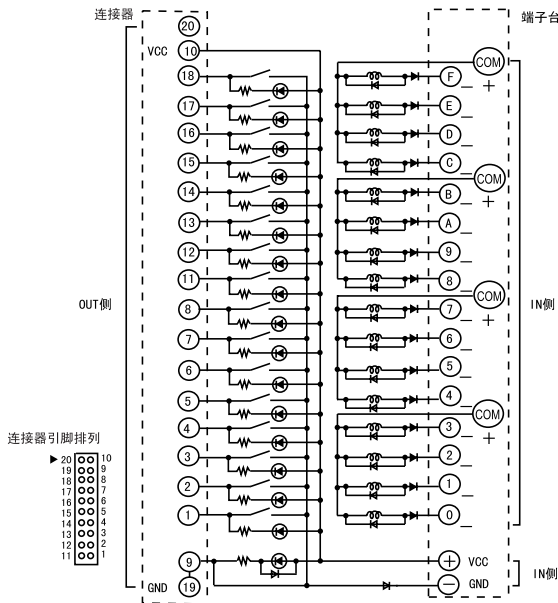 连接器
端子台
20
VCC 10
18
17
16
15
14
13
12
11
8
7
6
5
4
3
2
1
9
GND 19
OUT侧
COM
+
F _
E _
D _
C _
COM
+
B _
A _
9 _
8 _
COM
+
7 _
6 _
5 _
4 _
COM
+
3 _
2 _
1 _
0 _
IN侧
+ VCC
- GND
IN侧
连接器引脚排列
20 10
19 9
18 8
17 7
16 6
15 5
14 4
13 3
12 2
11 1